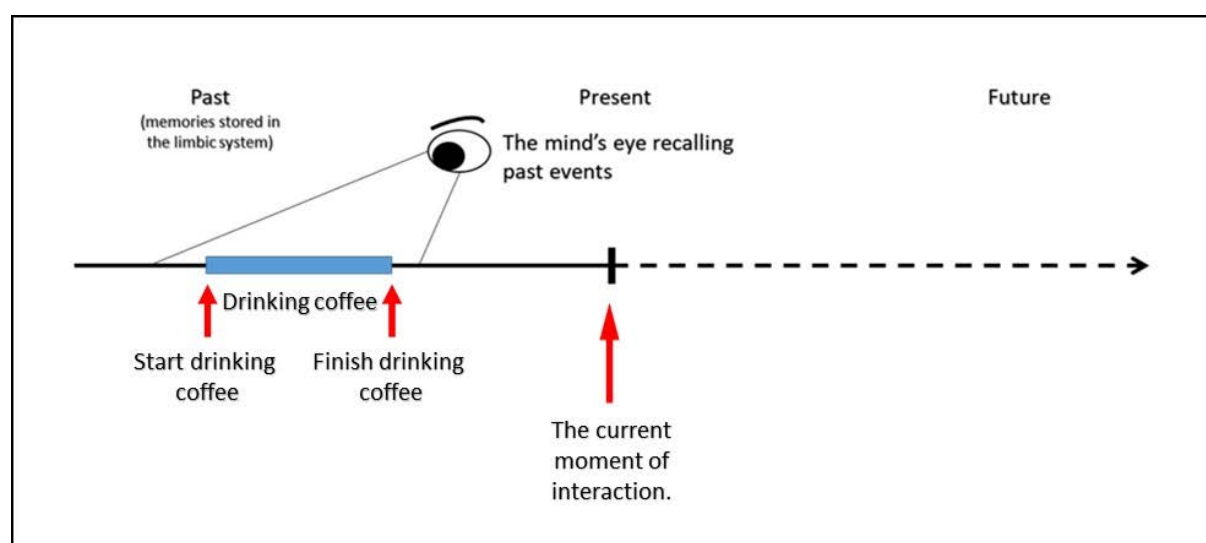 Past
(memories stored in
the limbic system)
Present
Future
The mind's eye recalling
past events
Drinking coffee
Start drinking
coffee
Finish drinking
coffee
The current
moment of
interaction.